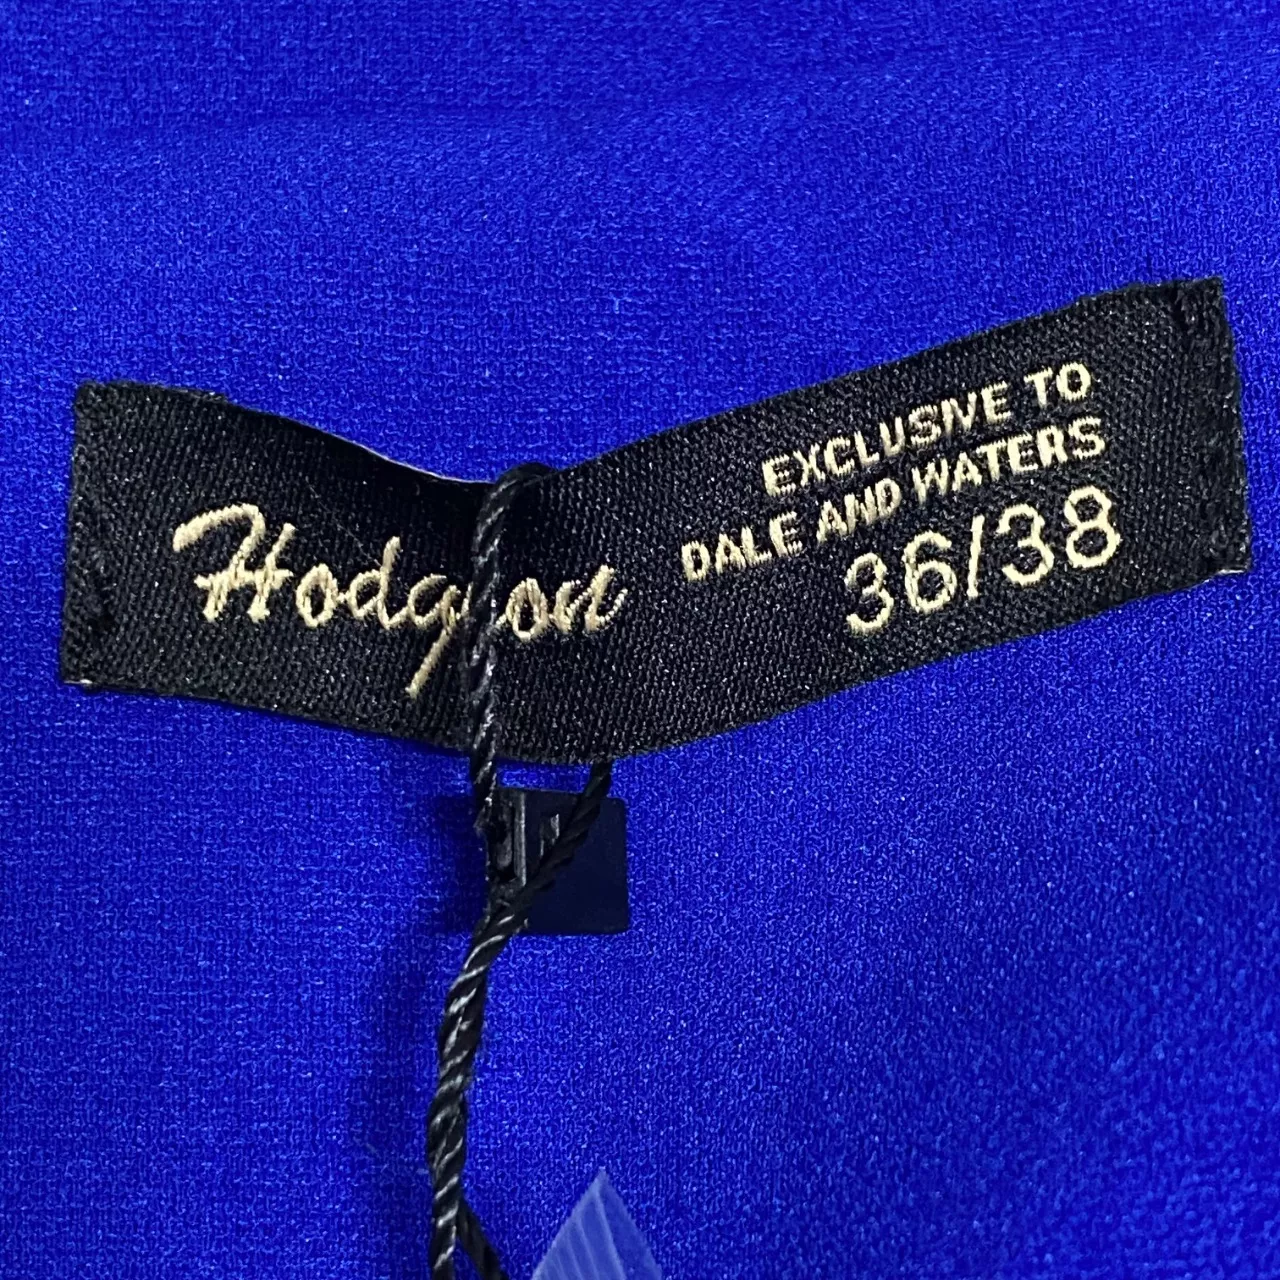 Hodgson
EXCLUSIVE TO
DALE AND WATERS
36/38